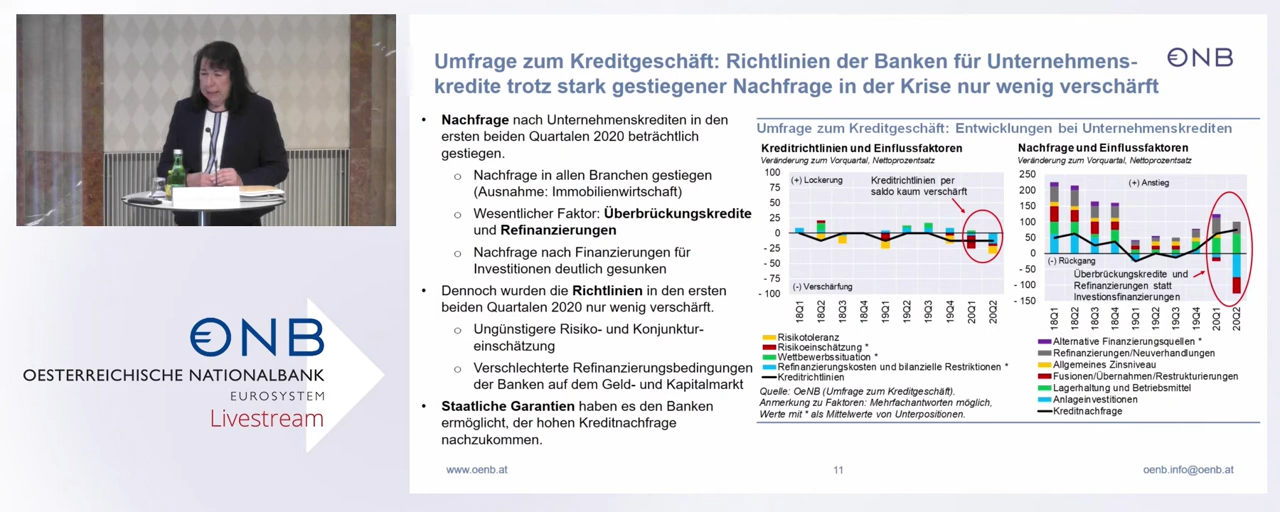 Umfrage zum Kreditgeschäft: Richtlinien der Banken für Unternehmens-
kredite trotz stark gestiegener Nachfrage in der Krise nur wenig verschärft
ONB
• Nachfrage nach Unternehmenskrediten in den
ersten beiden Quartalen 2020 beträchtlich
gestiegen.
o Nachfrage in allen Branchen gestiegen
(Ausnahme: Immobilienwirtschaft)
o Wesentlicher Faktor: Überbrückungskredite
und Refinanzierungen
o Nachfrage nach Finanzierungen für
Investitionen deutlich gesunken
• Dennoch wurden die Richtlinien in den ersten
beiden Quartalen 2020 nur wenig verschärft.
o Ungünstigere Risiko- und Konjunktur-
einschätzung
o Verschlechterte Refinanzierungsbedingungen
der Banken auf dem Geld- und Kapitalmarkt
• Staatliche Garantien haben es den Banken
ermöglicht, der hohen Kreditnachfrage
nachzukommen.
Umfrage zum Kreditgeschäft: Entwicklungen bei Unternehmenskrediten
Kreditrichtlinien und Einflussfaktoren
Veränderung zum Vorquartal, Nettoprozentsatz
100
75
50
25
0
- 25
- 50
- 75
- 100
(+) Lockerung
Kreditrichtlinien per
saldo kaum verschärft
(-) Verschärfung
18Q1
18Q2
18Q3
18Q4
19Q1
19Q2
19Q3
19Q4
20Q1
20Q2
Risikotoleranz
Risikoeinschätzung *
Wettbewerbssituation *
Refinanzierungskosten und bilanzielle Restriktionen *
Kreditrichtlinien
Quelle: OeNB (Umfrage zum Kreditgeschäft).
Anmerkung zu Faktoren: Mehrfachantworten möglich,
Werte mit * als Mittelwerte von Unterpositionen.
Nachfrage und Einflussfaktoren
Veränderung zum Vorquartal, Nettoprozentsatz
250
200
150
100
50
0
- 50
- 100
- 150
(+) Anstieg
(-) Rückgang
Überbrückungskredite und
Refinanzierungen statt
Investionsfinanzierungen
18Q1
18Q2
18Q3
18Q4
19Q1
19Q2
19Q3
19Q4
20Q1
20Q2
Alternative Finanzierungsquellen *
Refinanzierungen/Neuverhandlungen
Allgemeines Zinsniveau
Fusionen/Übernahmen/Restrukturierungen
Lagerhaltung und Betriebsmittel
Anlageinvestitionen
Kreditnachfrage
www.oenb.at
11
oenb.info@oenb.at
ONB
OESTERREICHISCHE NATIONALBANK
EUROSYSTEM
Livestream